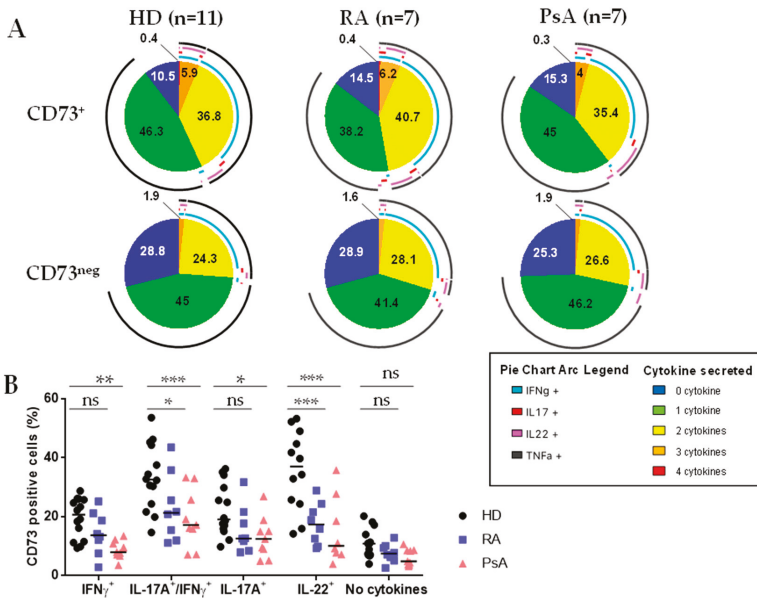 A
HD (n=11) RA (n=7) PsA (n=7)
0.4 0.4 0.3
CD73+
10.5 5.9 36.8 46.3
14.5 6.2 40.7 38.2
15.3 4 35.4 45
1.9 1.6 1.9
CD73neg
28.8 24.3 45
28.9 28.1 41.4
25.3 26.6 46.2
Pie Chart Arc Legend
IFNg +
IL17 +
IL22 +
TNFa +
Cytokine secreted
0 cytokine
1 cytokine
2 cytokines
3 cytokines
4 cytokines
B
** *** * *** ns
ns * ns *** ns
CD73 positive cells (%)
60
40
20
0
IFNγ+ IL-17A+/IFNγ+ IL-17A+ IL-22+ No cytokines
HD
RA
PsA